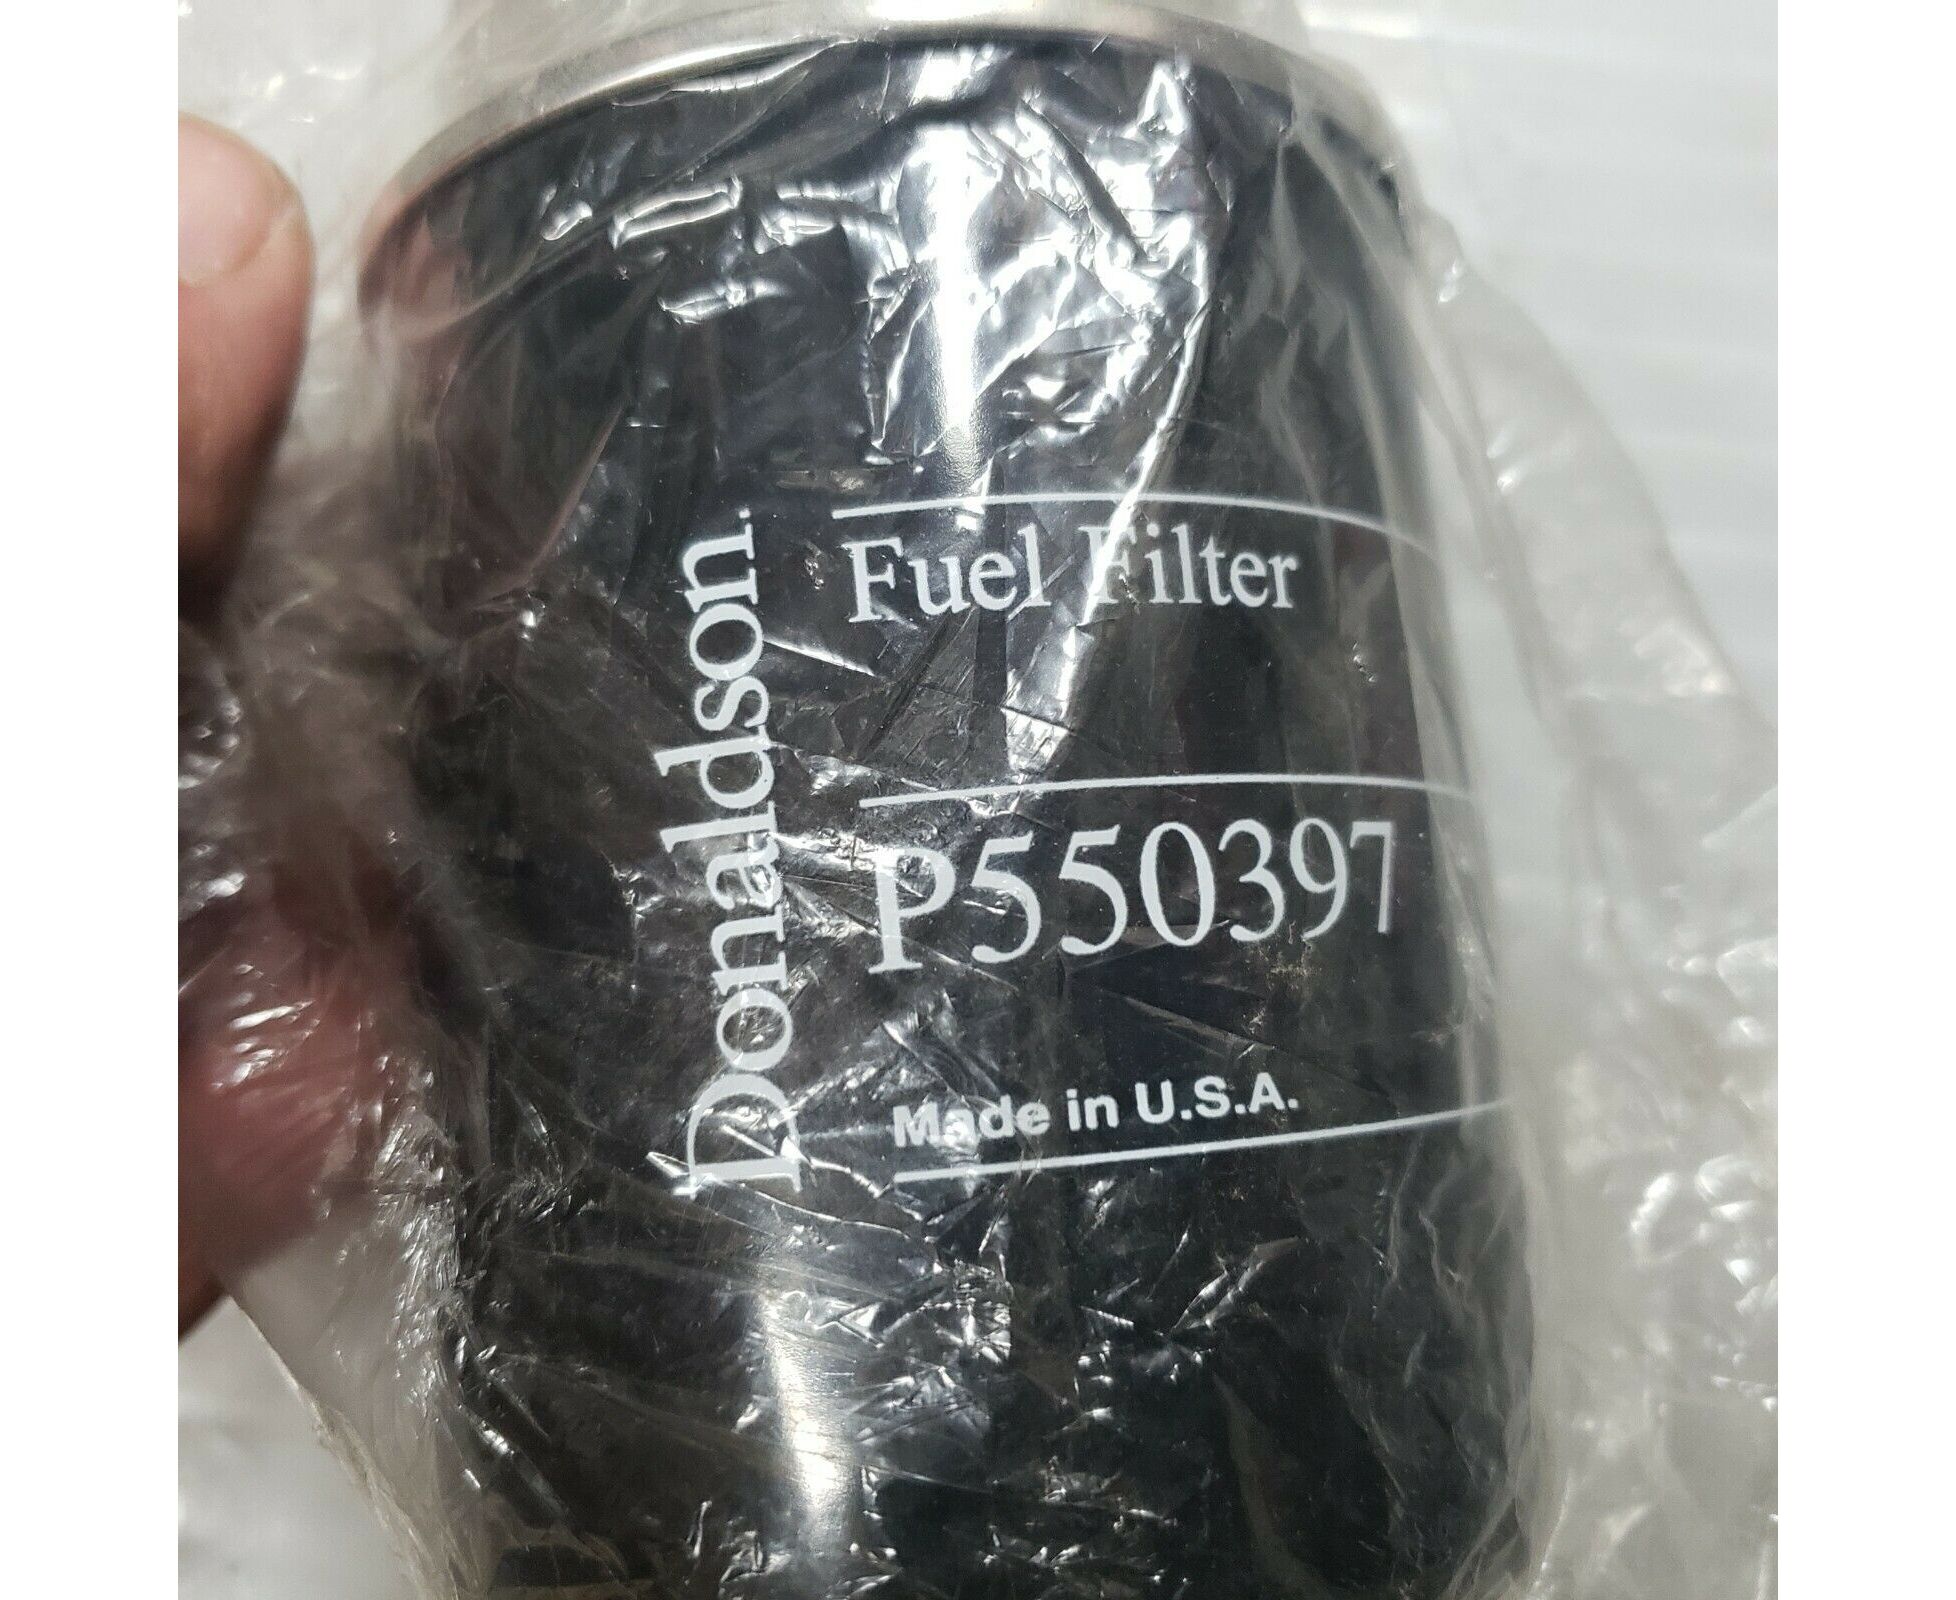 Donaldson
Fuel Filter
P550397
Made in U.S.A.